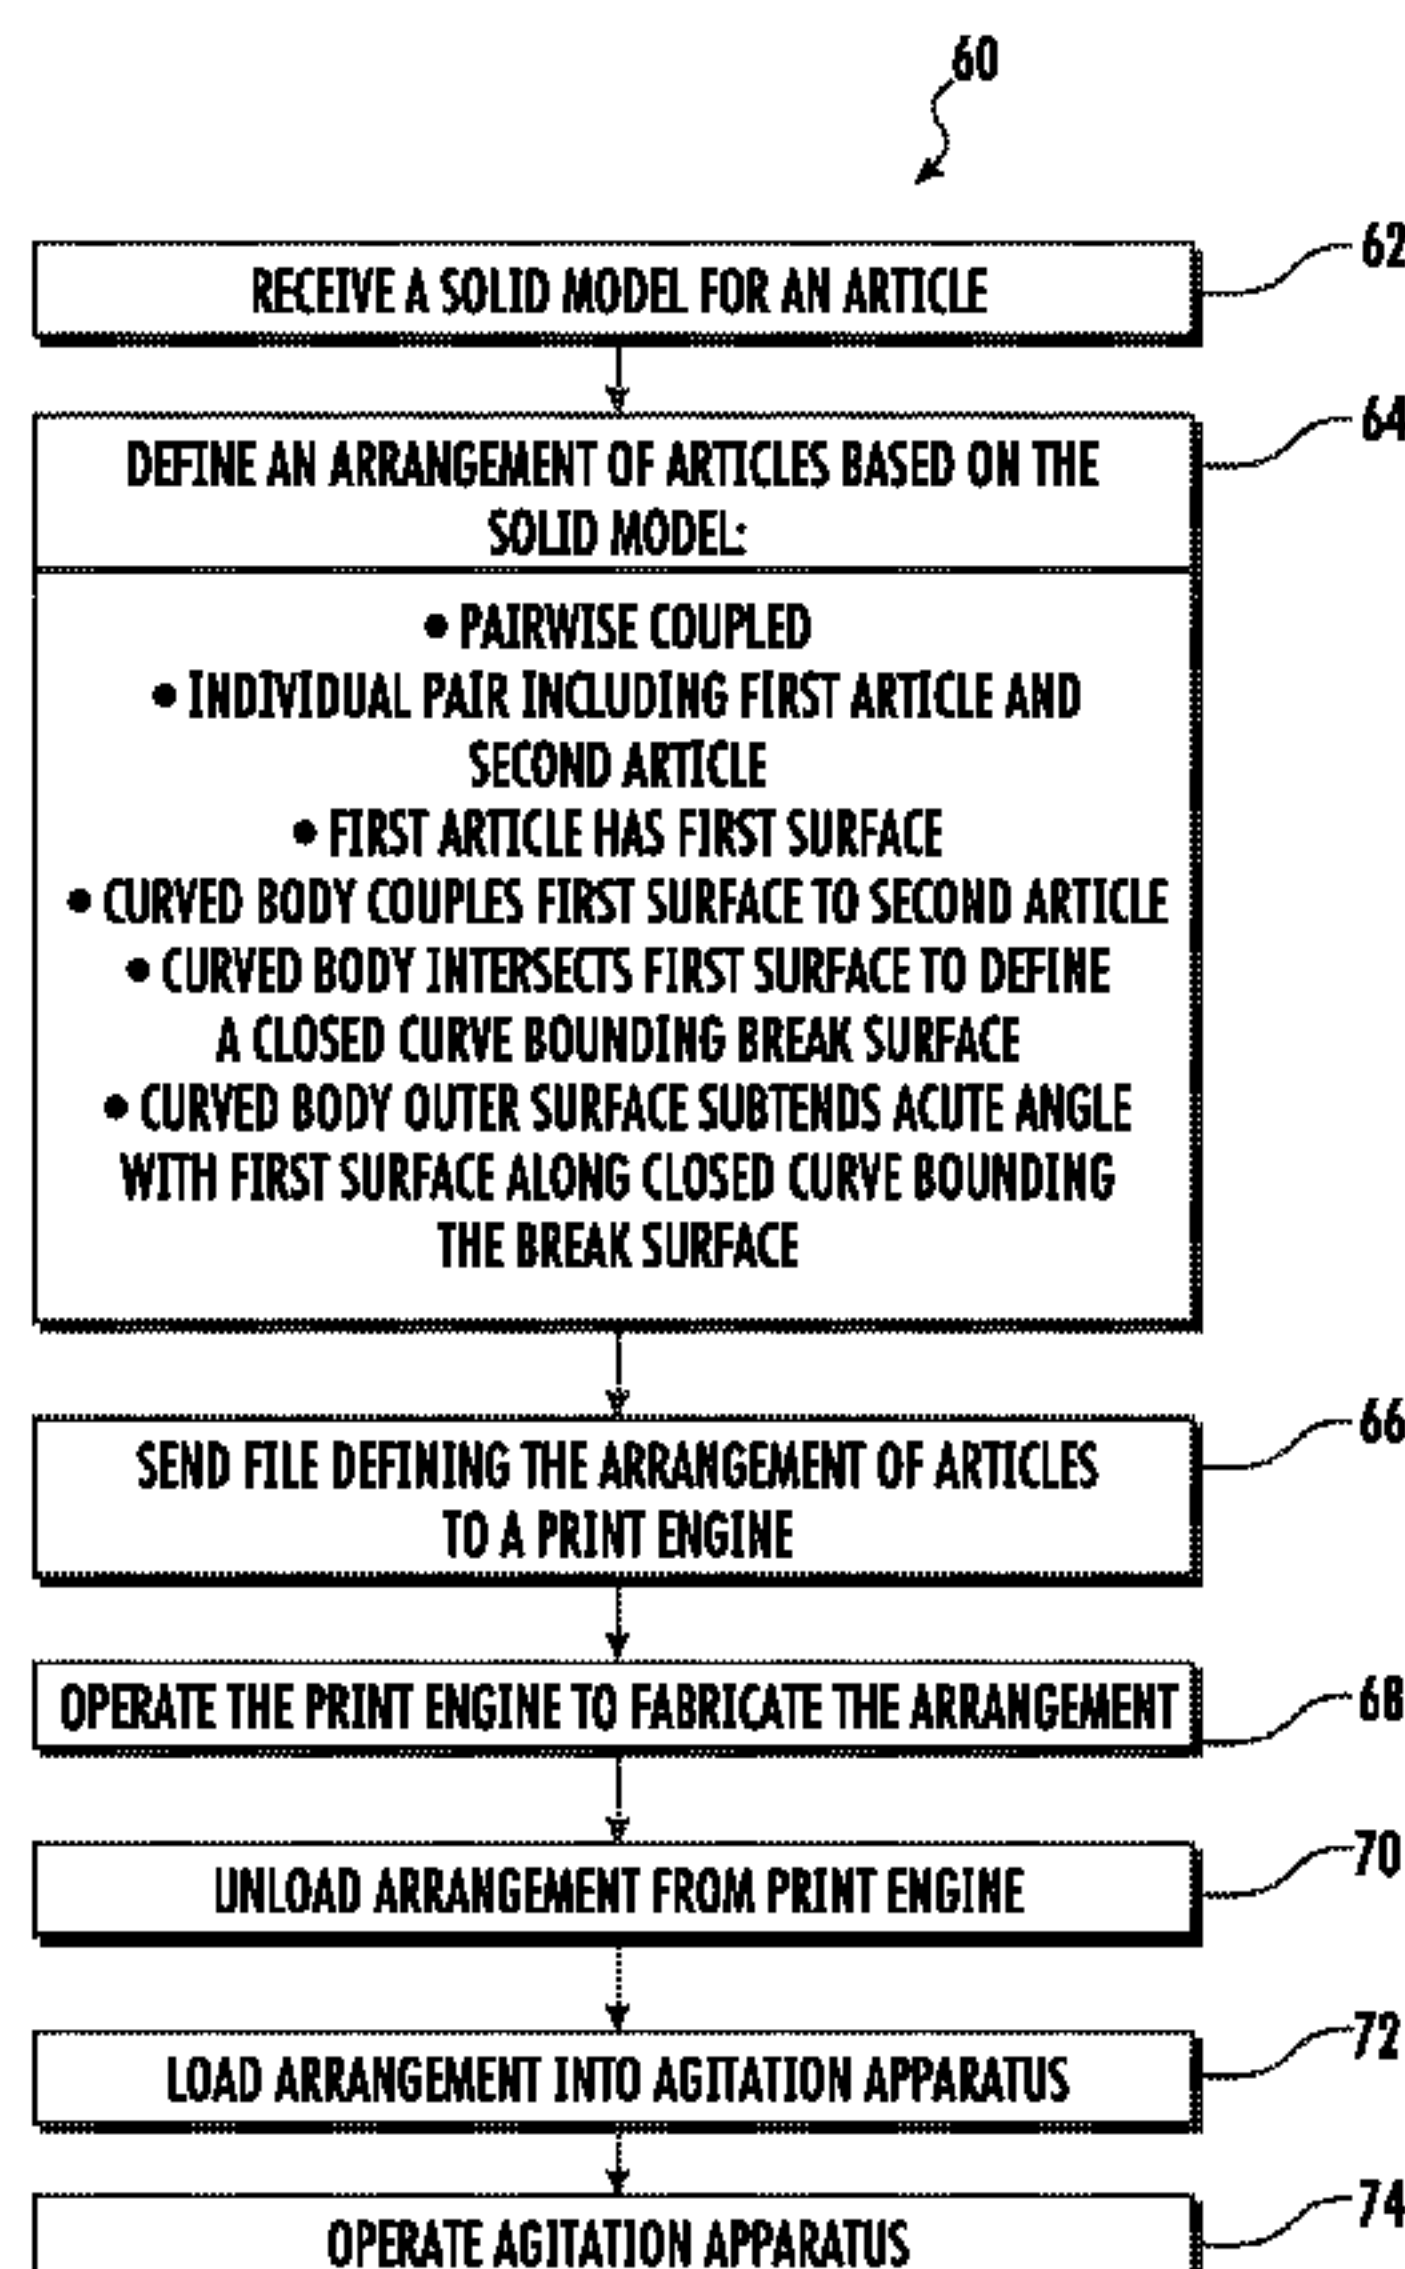 60
RECEIVE A SOLID MODEL FOR AN ARTICLE
62
DEFINE AN ARRANGEMENT OF ARTICLES BASED ON THE
SOLID MODEL:
64
• PAIRWISE COUPLED
• INDIVIDUAL PAIR INCLUDING FIRST ARTICLE AND
SECOND ARTICLE
• FIRST ARTICLE HAS FIRST SURFACE
• CURVED BODY COUPLES FIRST SURFACE TO SECOND ARTICLE
• CURVED BODY INTERSECTS FIRST SURFACE TO DEFINE
A CLOSED CURVE BOUNDING BREAK SURFACE
• CURVED BODY OUTER SURFACE SUBTENDS ACUTE ANGLE
WITH FIRST SURFACE ALONG CLOSED CURVE BOUNDING
THE BREAK SURFACE
SEND FILE DEFINING THE ARRANGEMENT OF ARTICLES
TO A PRINT ENGINE
66
OPERATE THE PRINT ENGINE TO FABRICATE THE ARRANGEMENT
68
UNLOAD ARRANGEMENT FROM PRINT ENGINE
70
LOAD ARRANGEMENT INTO AGITATION APPARATUS
72
OPERATE AGITATION APPARATUS
74